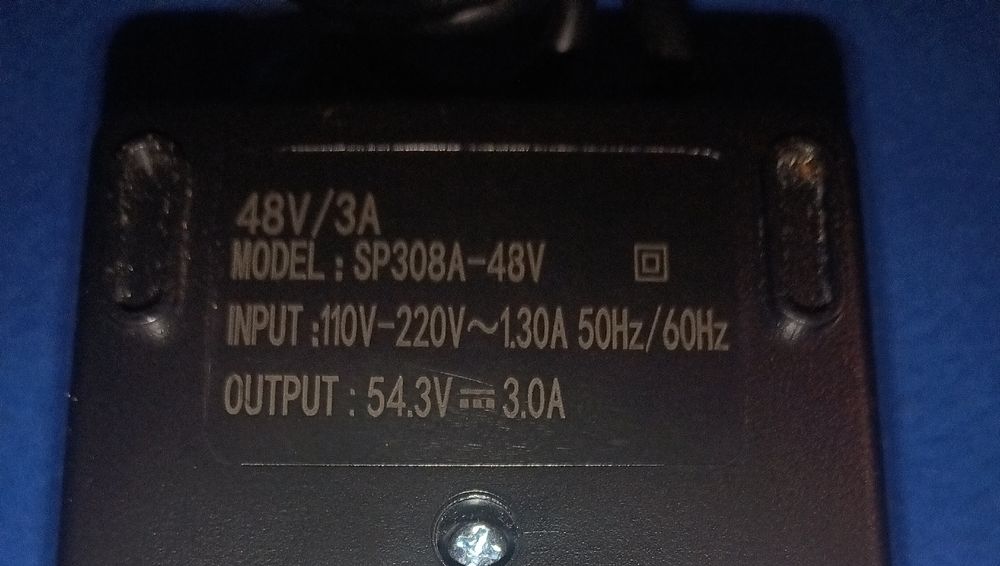 48V/3A
MODEL : SP308A-48V
INPUT :110V-220V~1.30A 50Hz/60Hz
OUTPUT : 54.3V⎓3.0A